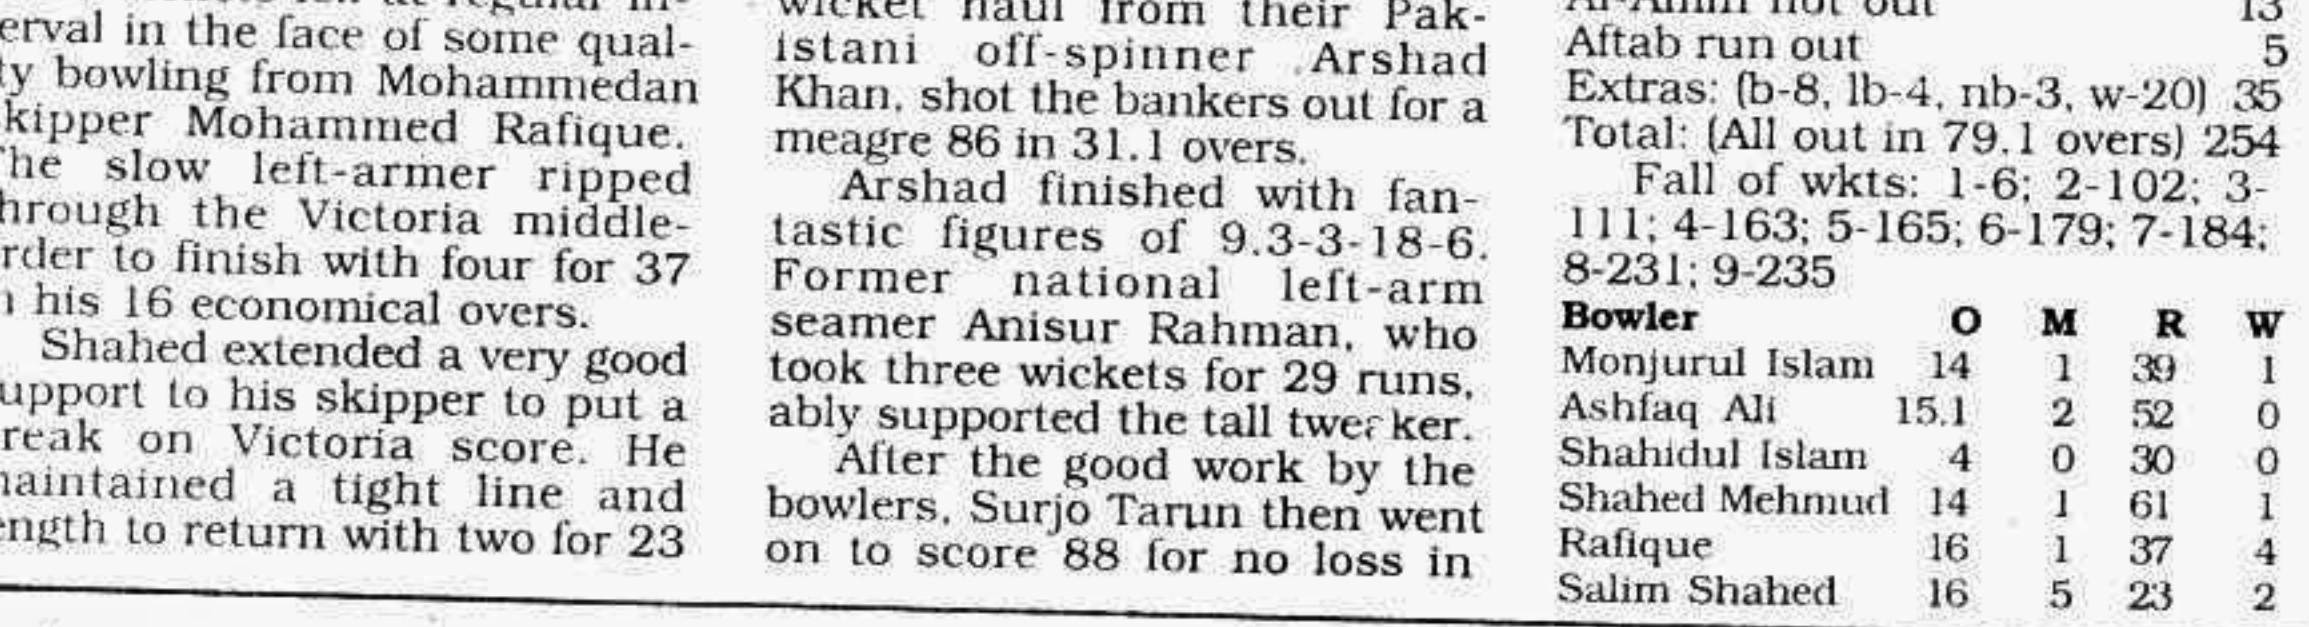 erval in the face of some qual-
ty bowling from Mohammedan
kipper Mohammed Rafique.
he slow left-armer ripped
hrough the Victoria middle-
rder to finish with four for 37
his 16 economical overs.
Shahed extended a very good
upport to his skipper to put a
reak on Victoria score. He
aintained a tight line and
ength to return with two for 23
wicket haul from their Pak-
istani off-spinner Arshad
Khan, shot the bankers out for a
meagre 86 in 31.1 overs.
Arshad finished with fan-
tastic figures of 9.3-3-18-6.
Former national left-arm
seamer Anisur Rahman, who
took three wickets for 29 runs,
ably supported the tall tweaker.
After the good work by the
bowlers, Surjo Tarun then went
on to score 88 for no loss in
Al-Amin not out 13
Aftab run out 5
Extras: (b-8, lb-4, nb-3, w-20) 35
Total: (All out in 79.1 overs) 254
Fall of wkts: 1-6; 2-102; 3-
111; 4-163; 5-165; 6-179; 7-184;
8-231; 9-235
Bowler O M R W
Monjurul Islam 14 1 39 1
Ashfaq Ali 15.1 2 52 0
Shahidul Islam 4 0 30 0
Shahed Mehmud 14 1 61 1
Rafique 16 1 37 4
Salim Shahed 16 5 23 2